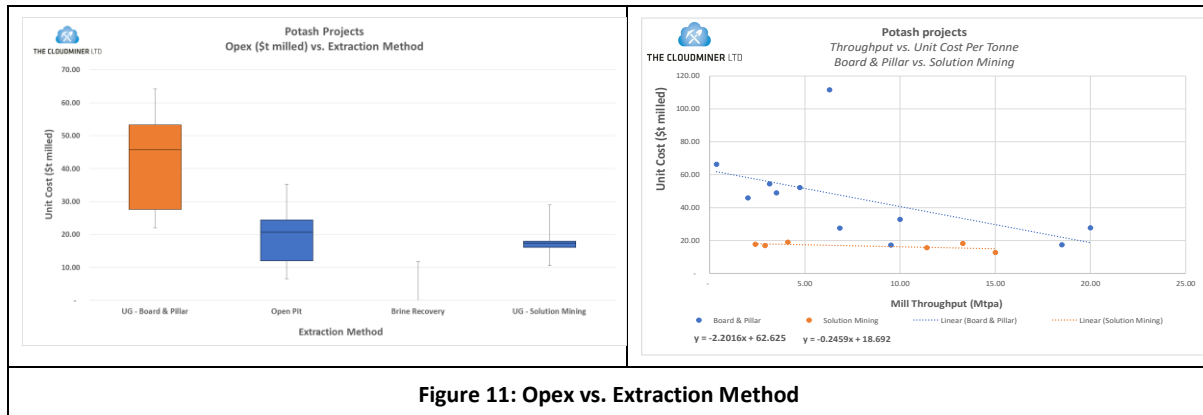 THE CLOUDMINER LTD
Potash Projects
Opex ($t milled) vs. Extraction Method
Unit Cost ($t milled)
70.00
60.00
50.00
40.00
30.00
20.00
10.00
-
UG - Board & Pillar
Open Pit
Brine Recovery
UG - Solution Mining
Extraction Method
THE CLOUDMINER LTD
Potash projects
Throughput vs. Unit Cost Per Tonne
Board & Pillar vs. Solution Mining
Unit Cost ($t milled)
120.00
100.00
80.00
60.00
40.00
20.00
-
-
5.00
10.00
15.00
20.00
25.00
Mill Throughput (Mtpa)
Board & Pillar
Solution Mining
Linear (Board & Pillar)
Linear (Solution Mining)
y = -2.2016x + 62.625
y = -0.2459x + 18.692
Figure 11: Opex vs. Extraction Method